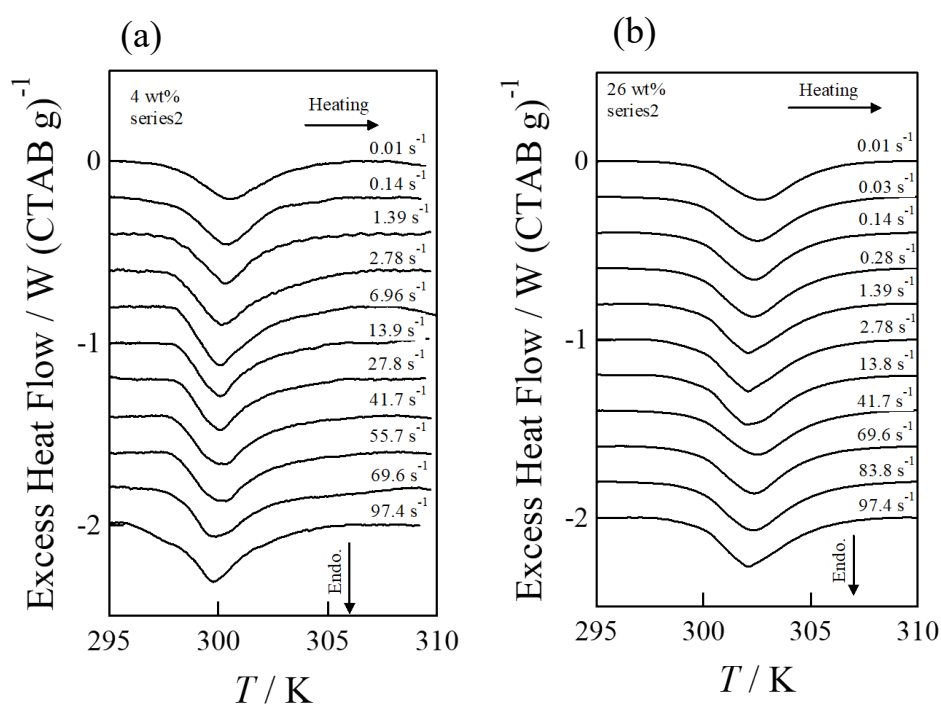 (a)
4 wt%
series2
Heating
0.01 s⁻¹
0.14 s⁻¹
1.39 s⁻¹
2.78 s⁻¹
6.96 s⁻¹
13.9 s⁻¹
27.8 s⁻¹
41.7 s⁻¹
55.7 s⁻¹
69.6 s⁻¹
97.4 s⁻¹
Endo.
0
-1
-2
Excess Heat Flow / W (CTAB g)⁻¹
295 300 305 310
T / K
(b)
26 wt%
series2
Heating
0.01 s⁻¹
0.03 s⁻¹
0.14 s⁻¹
0.28 s⁻¹
1.39 s⁻¹
2.78 s⁻¹
13.8 s⁻¹
41.7 s⁻¹
69.6 s⁻¹
83.8 s⁻¹
97.4 s⁻¹
Endo.
0
-1
-2
Excess Heat Flow / W (CTAB g)⁻¹
295 300 305 310
T / K